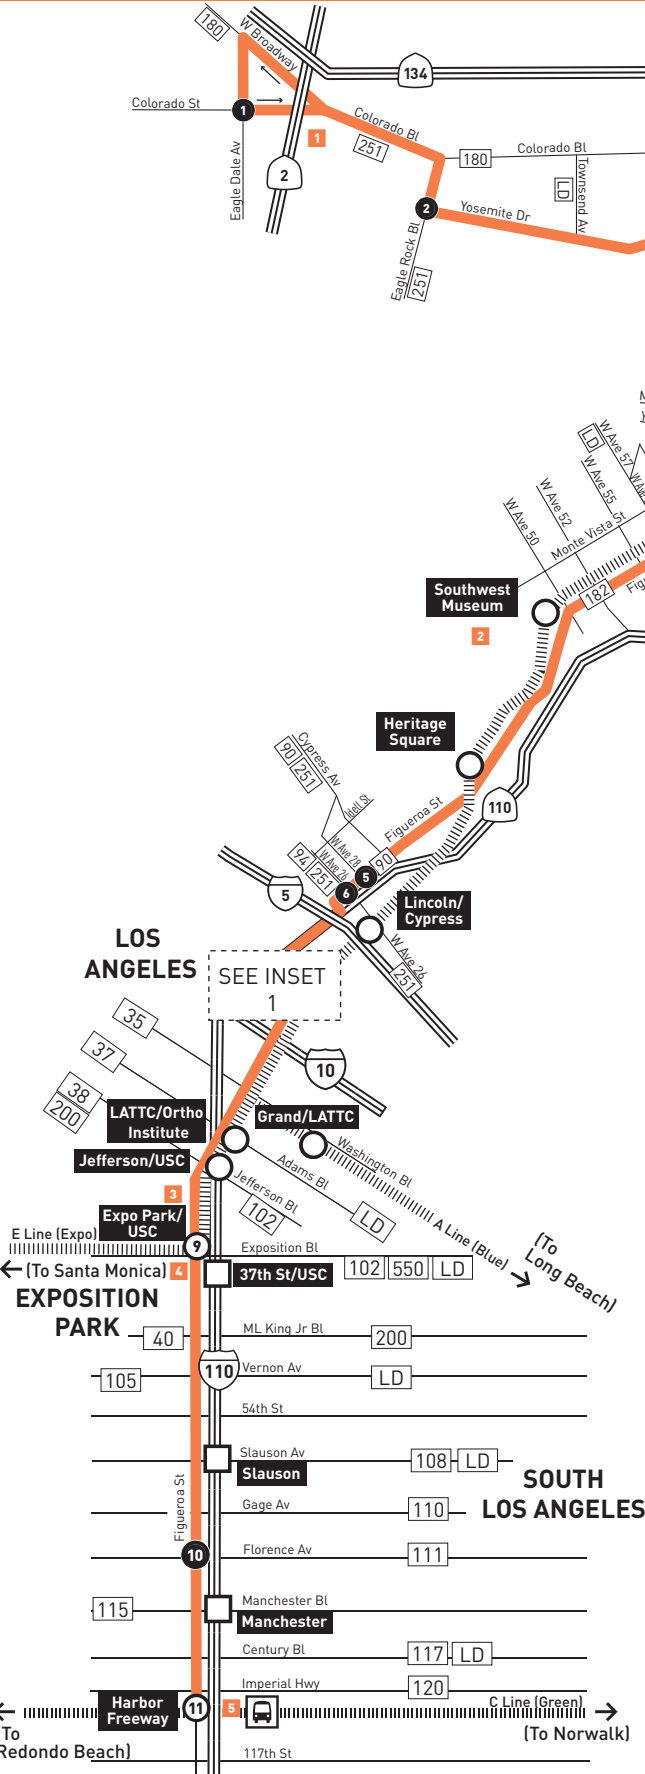 180
W Broadway
134
Colorado St
1
1
Colorado Bl
251
180
Colorado Bl
2
Eagle Dale Av
LD
Townsend Av
2
Yosemite Dr
Eagle Rock Bl
251
LD
W Ave 57
W Ave 55
W Ave 52
W Ave 50
Monte Vista St
182
Southwest
Museum
2
Heritage
Square
Cypress Av
90
251
Idell St
Figueroa St
110
W Ave 28
W Ave 26
90
94
251
5
6
5
Lincoln/
Cypress
W Ave 26
251
LOS
ANGELES
SEE INSET
1
35
37
38
200
10
LATTC/Ortho
Institute
Grand/LATTC
Jefferson/USC
Washington Bl
Adams Bl
Jefferson Bl
102
LD
3
Expo Park/
USC
A Line (Blue)
(To
Long Beach)
E Line (Expo)
9
Exposition Bl
(To Santa Monica)
4
37th St/USC
102
550
LD
EXPOSITION
PARK
40
ML King Jr Bl
200
110
Vernon Av
105
LD
54th St
Slauson Av
Slauson
108
LD
SOUTH
LOS ANGELES
Figueroa St
Gage Av
110
10
Florence Av
111
115
Manchester Bl
Manchester
Century Bl
117
LD
Imperial Hwy
120
Harbor
Freeway
11
5
C Line (Green)
(To Norwalk)
To
Redondo Beach)
117th St